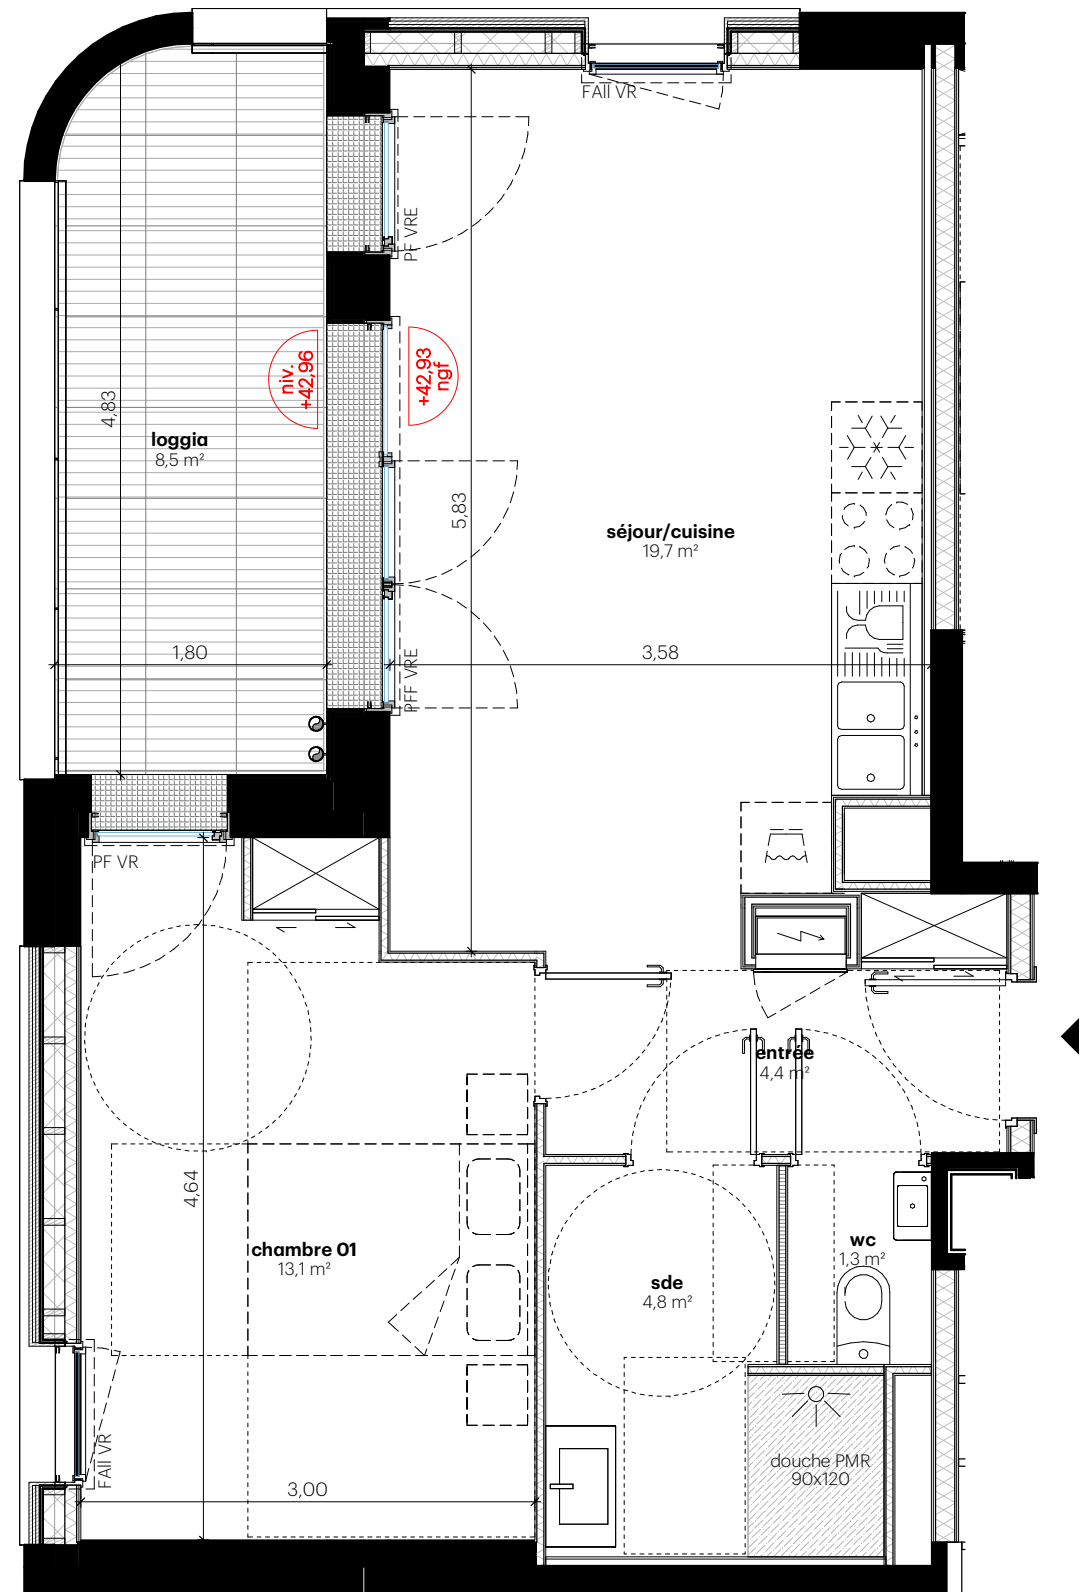 FAll VR
PF VRE
niv.
+42,96
+42,93
ngf
4,83
loggia
8,5 m²
5,83
séjour/cuisine
19,7 m²
1,80
3,58
PFF VRE
PF VR
entrée
4,4 m²
4,64
chambre 01
13,1 m²
wc
1,3 m²
sde
4,8 m²
FAll VR
douche PMR
90x120
3,00